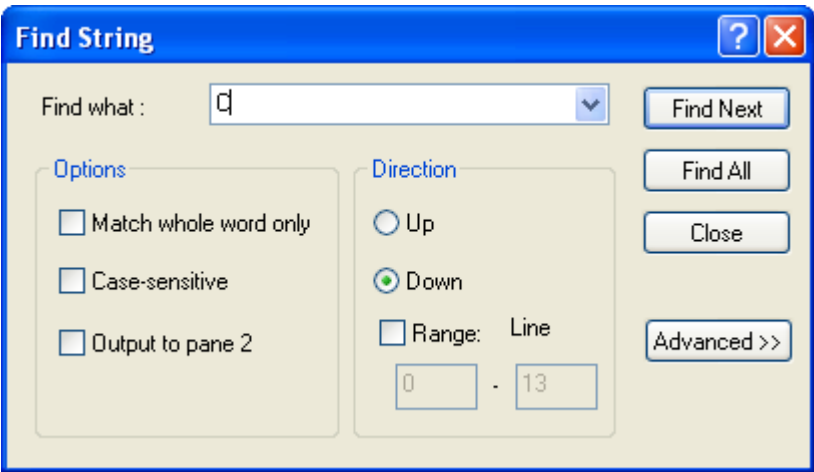 Find String
Find what :
C
Find Next
Options
Direction
Find All
Match whole word only
Up
Close
Case-sensitive
Down
Output to pane 2
Range:
Line
Advanced >>
0 - 13